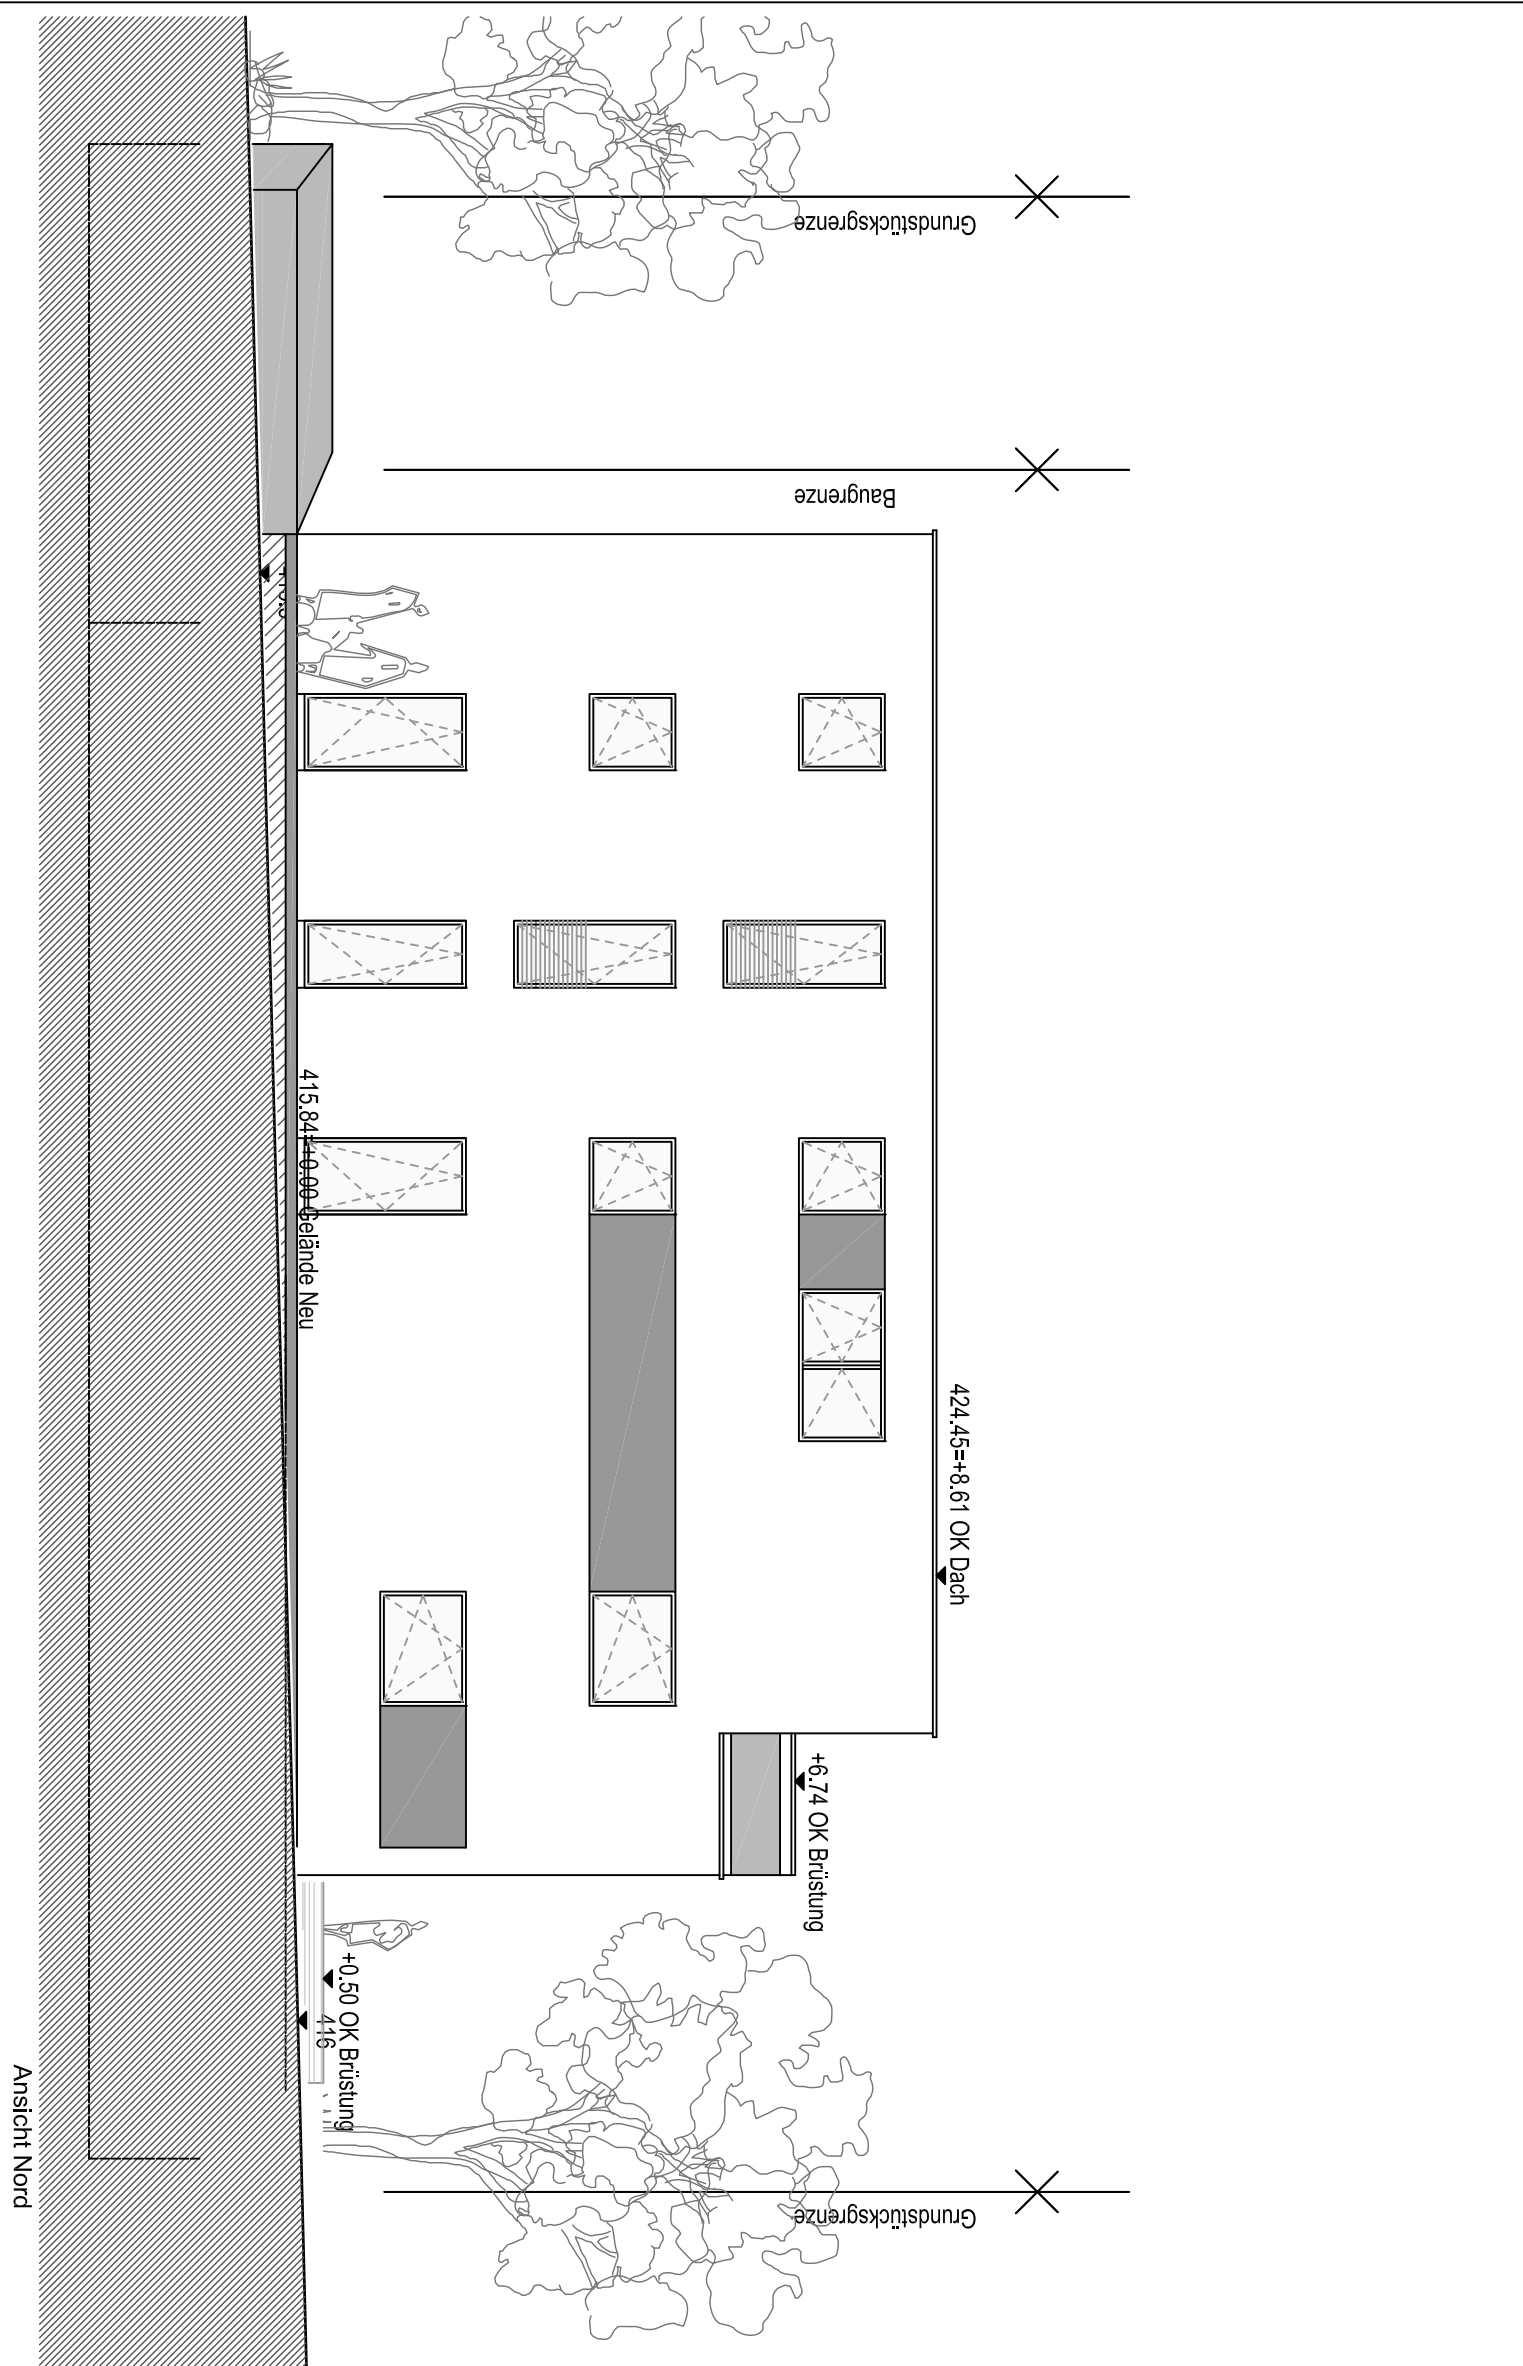 Grundstücksgrenze
Baugrenze
424.45=+8.61 OK Dach
+6.74 OK Brüstung
415.84=+0.00 Gelände Neu
+0.50 OK Brüstung
416
Grundstücksgrenze
Ansicht Nord